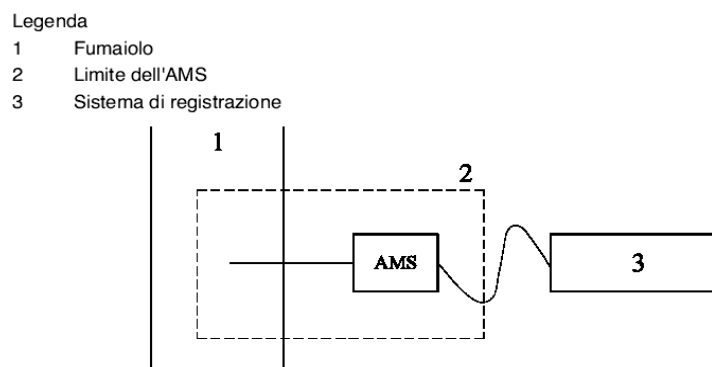 Legenda
1 Fumaiolo
2 Limite dell'AMS
3 Sistema di registrazione
1
2
AMS
3